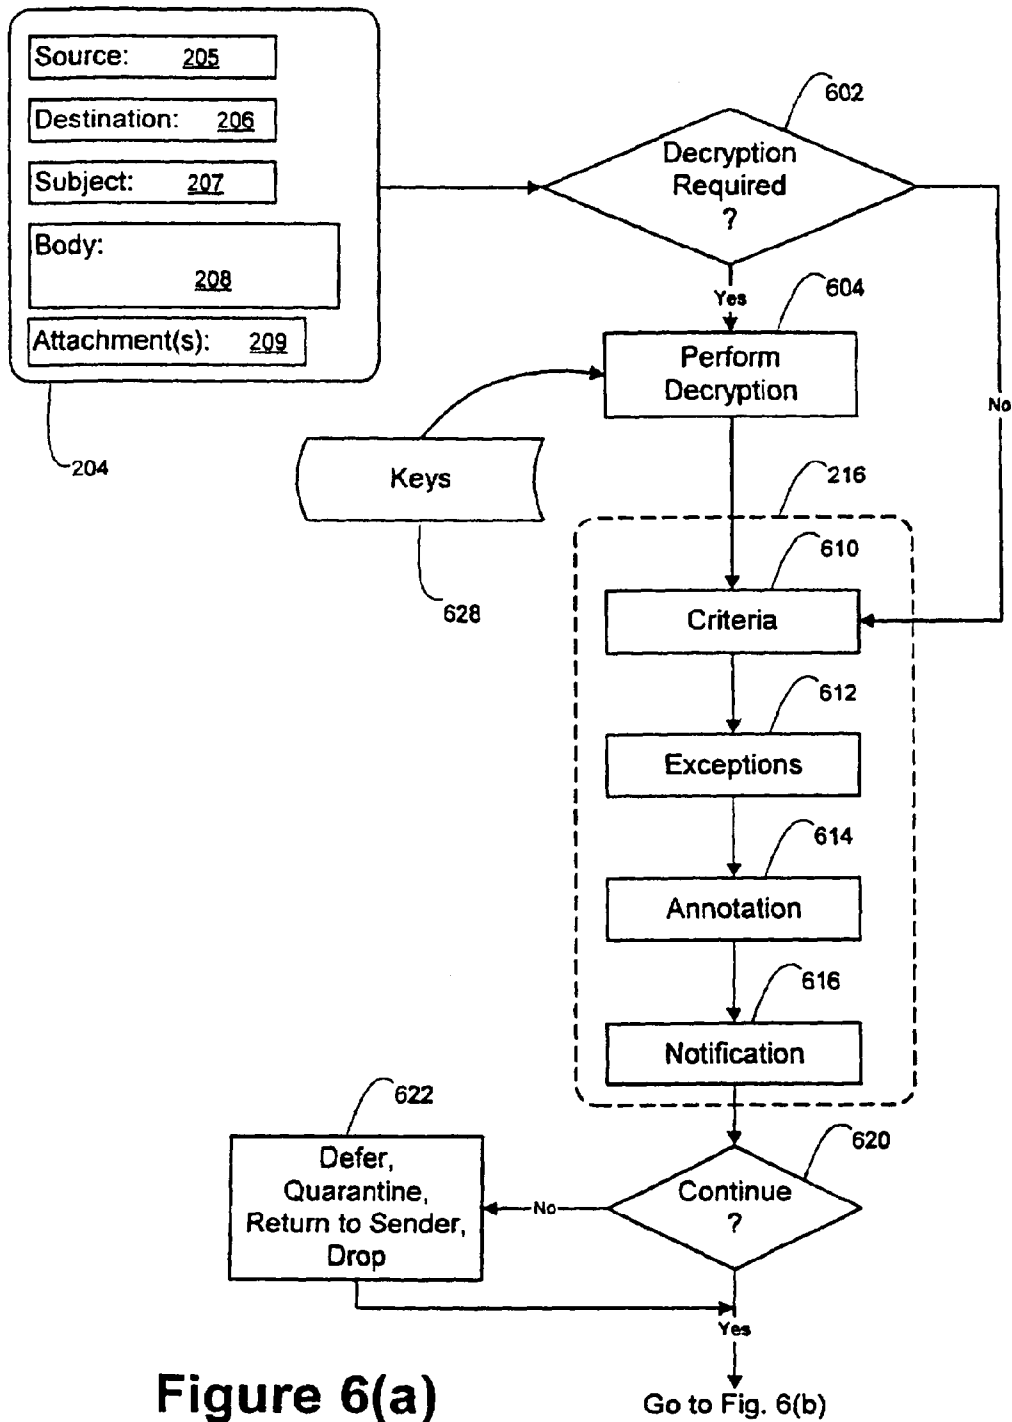 Source: 205
Destination: 206
Subject: 207
Body:
208
Attachment(s): 209
204
602
Decryption
Required
?
Yes
No
604
Perform
Decryption
Keys
628
216
610
Criteria
612
Exceptions
614
Annotation
616
Notification
620
Continue
?
No
622
Defer,
Quarantine,
Return to Sender,
Drop
Yes
Go to Fig. 6(b)
Figure 6(a)